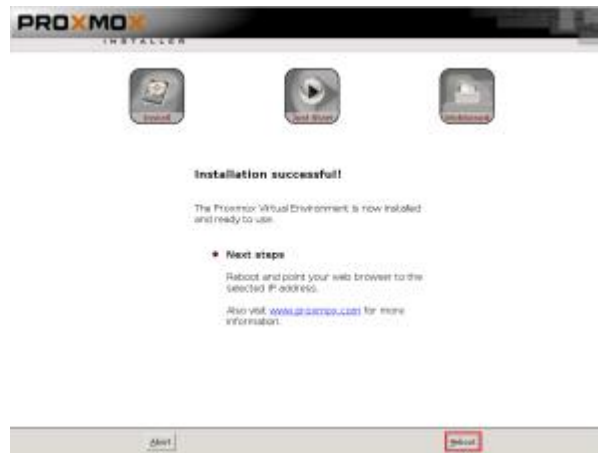 PROXMOX
INSTALLER
Install
Just Start
Installation successful!
The Proxmox Virtual Environment is now installed
and ready to use.
Next steps
Reboot and point your web browser to the
selected IP address.
Also visit www.proxmox.com for more
information.
Abort
Reboot